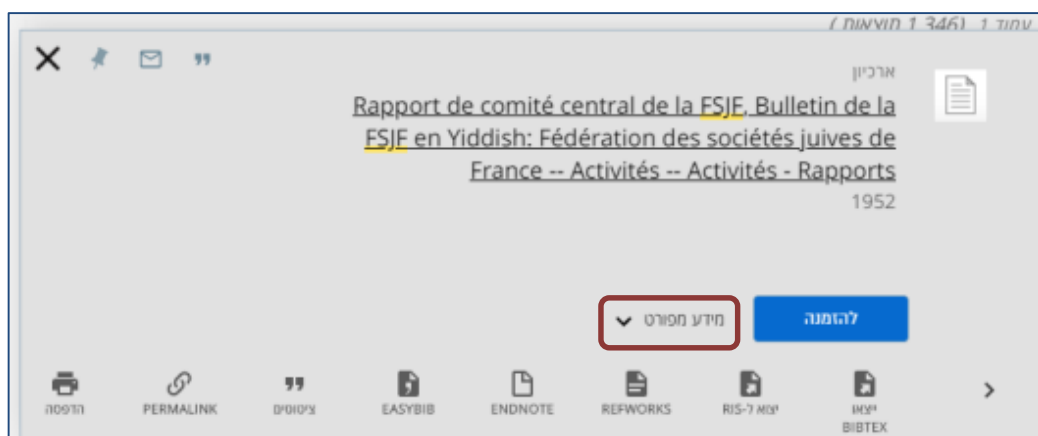 עמוד 1 (1,346 תוצאות)
ארכיון
Rapport de comité central de la FSJF, Bulletin de la
FSJF en Yiddish: Fédération des sociétés juives de
France -- Activités -- Activités - Rapports
1952
להזמנה
מידע מפורט
ייצאו BIBTEX
יצוא ל-RIS
REFWORKS
ENDNOTE
EASYBIB
ציטוטים
PERMALINK
הדפסה